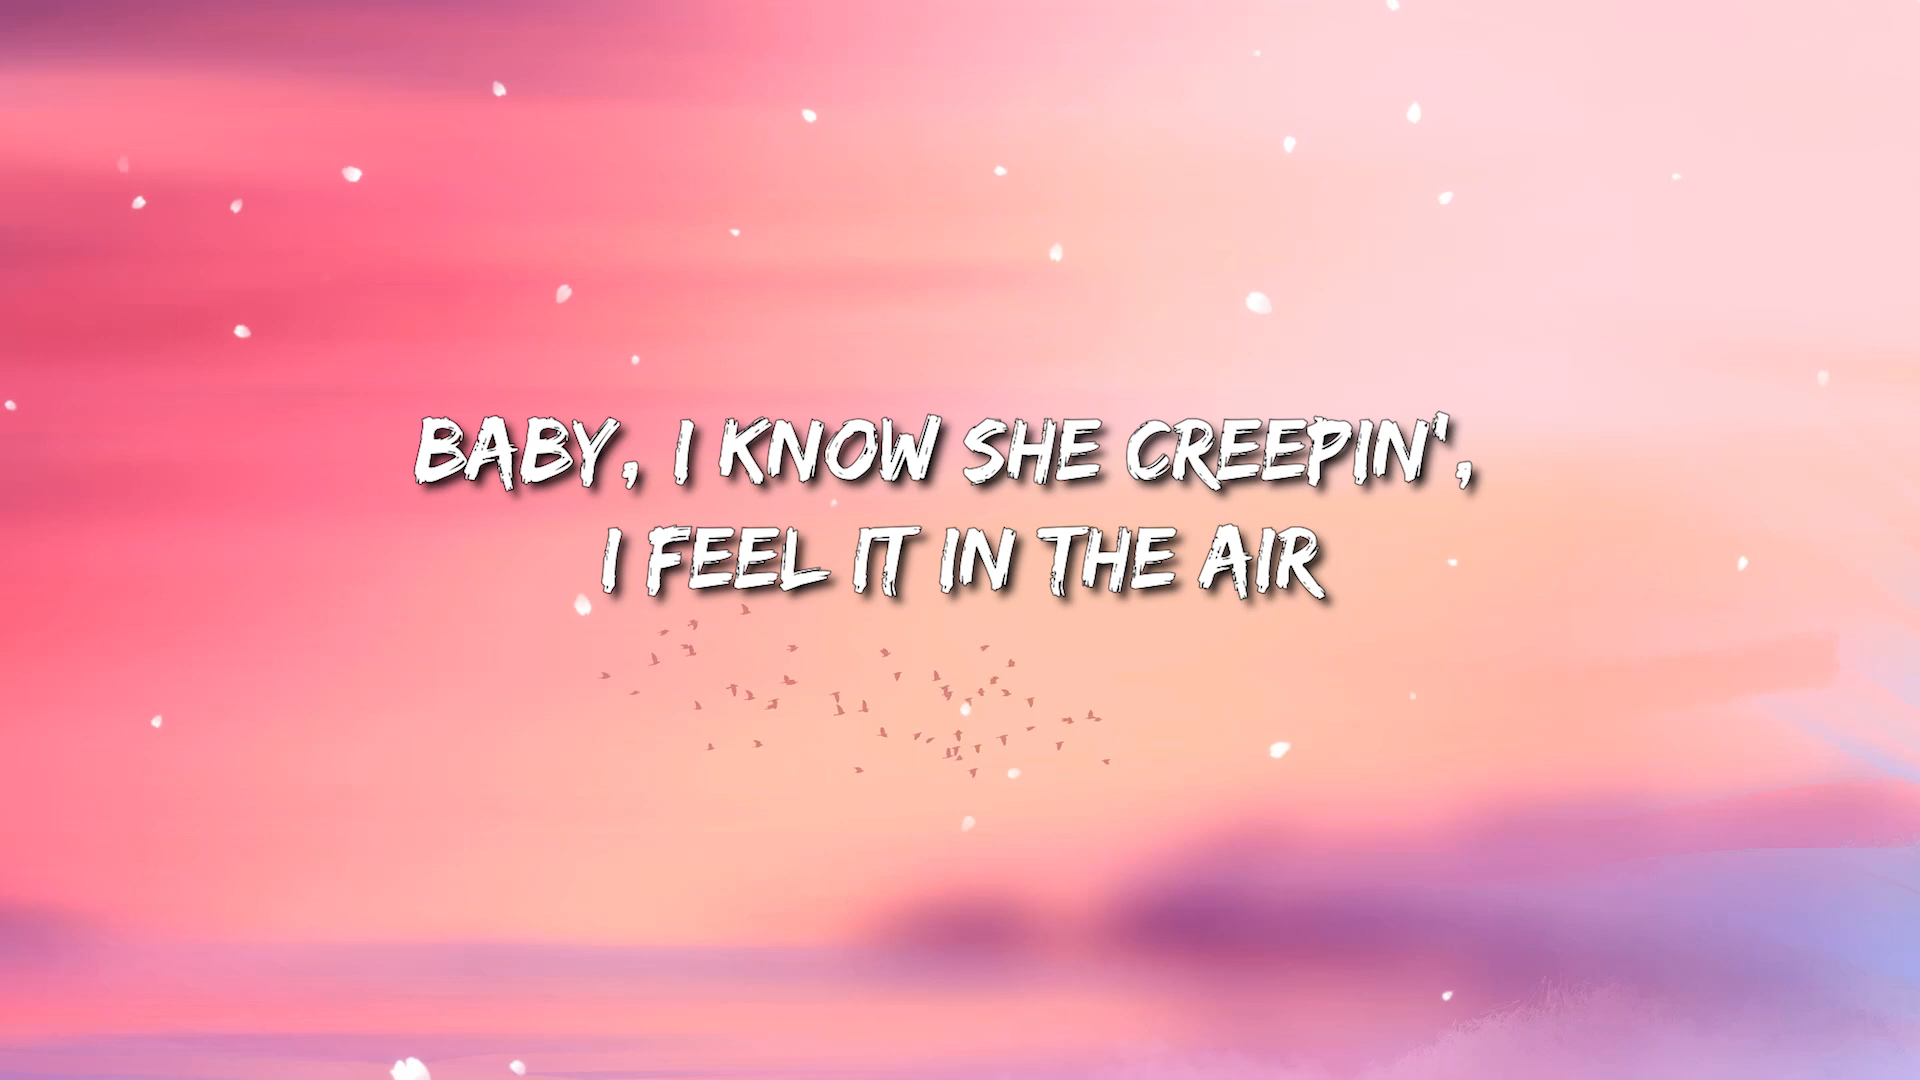 BABY, I KNOW SHE CREEPIN',
I FEEL IT IN THE AIR